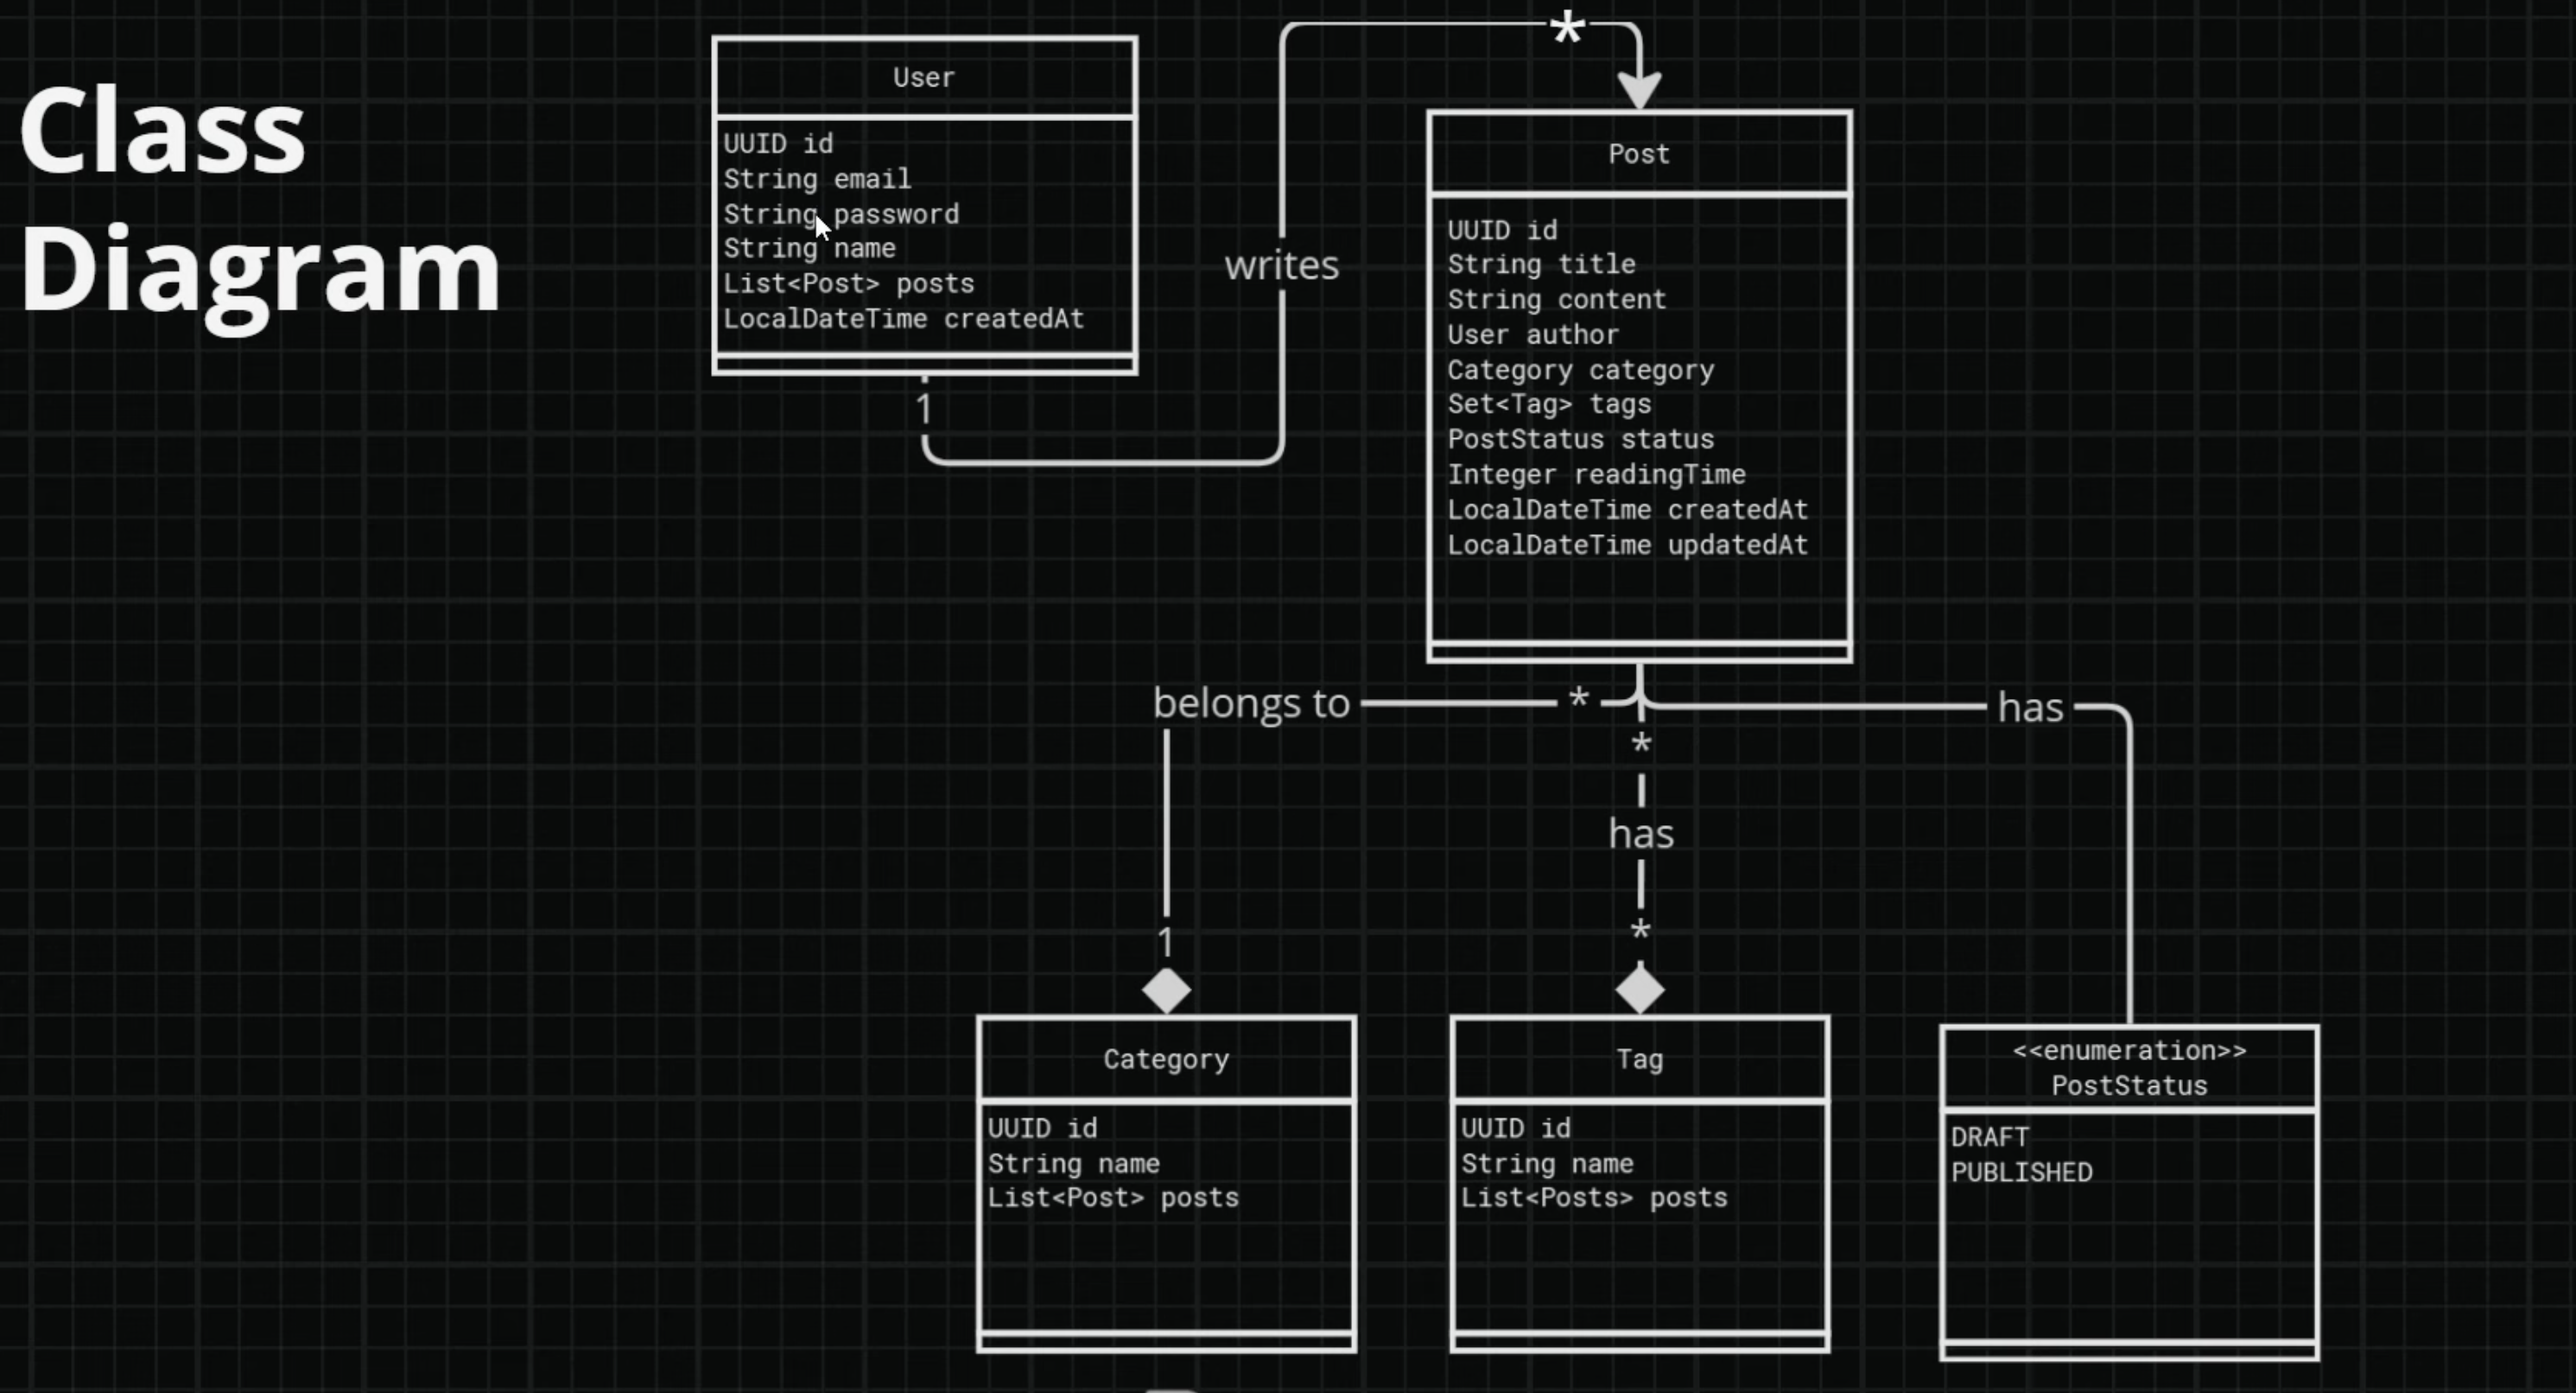 Class
Diagram
User
UUID id
String email
String password
String name
List<Post> posts
LocalDateTime createdAt
1
writes
*
Post
UUID id
String title
String content
User author
Category category
Set<Tag> tags
PostStatus status
Integer readingTime
LocalDateTime createdAt
LocalDateTime updatedAt
belongs to
*
1
*
has
*
has
Category
UUID id
String name
List<Post> posts
Tag
UUID id
String name
List<Posts> posts
<<enumeration>>
PostStatus
DRAFT
PUBLISHED